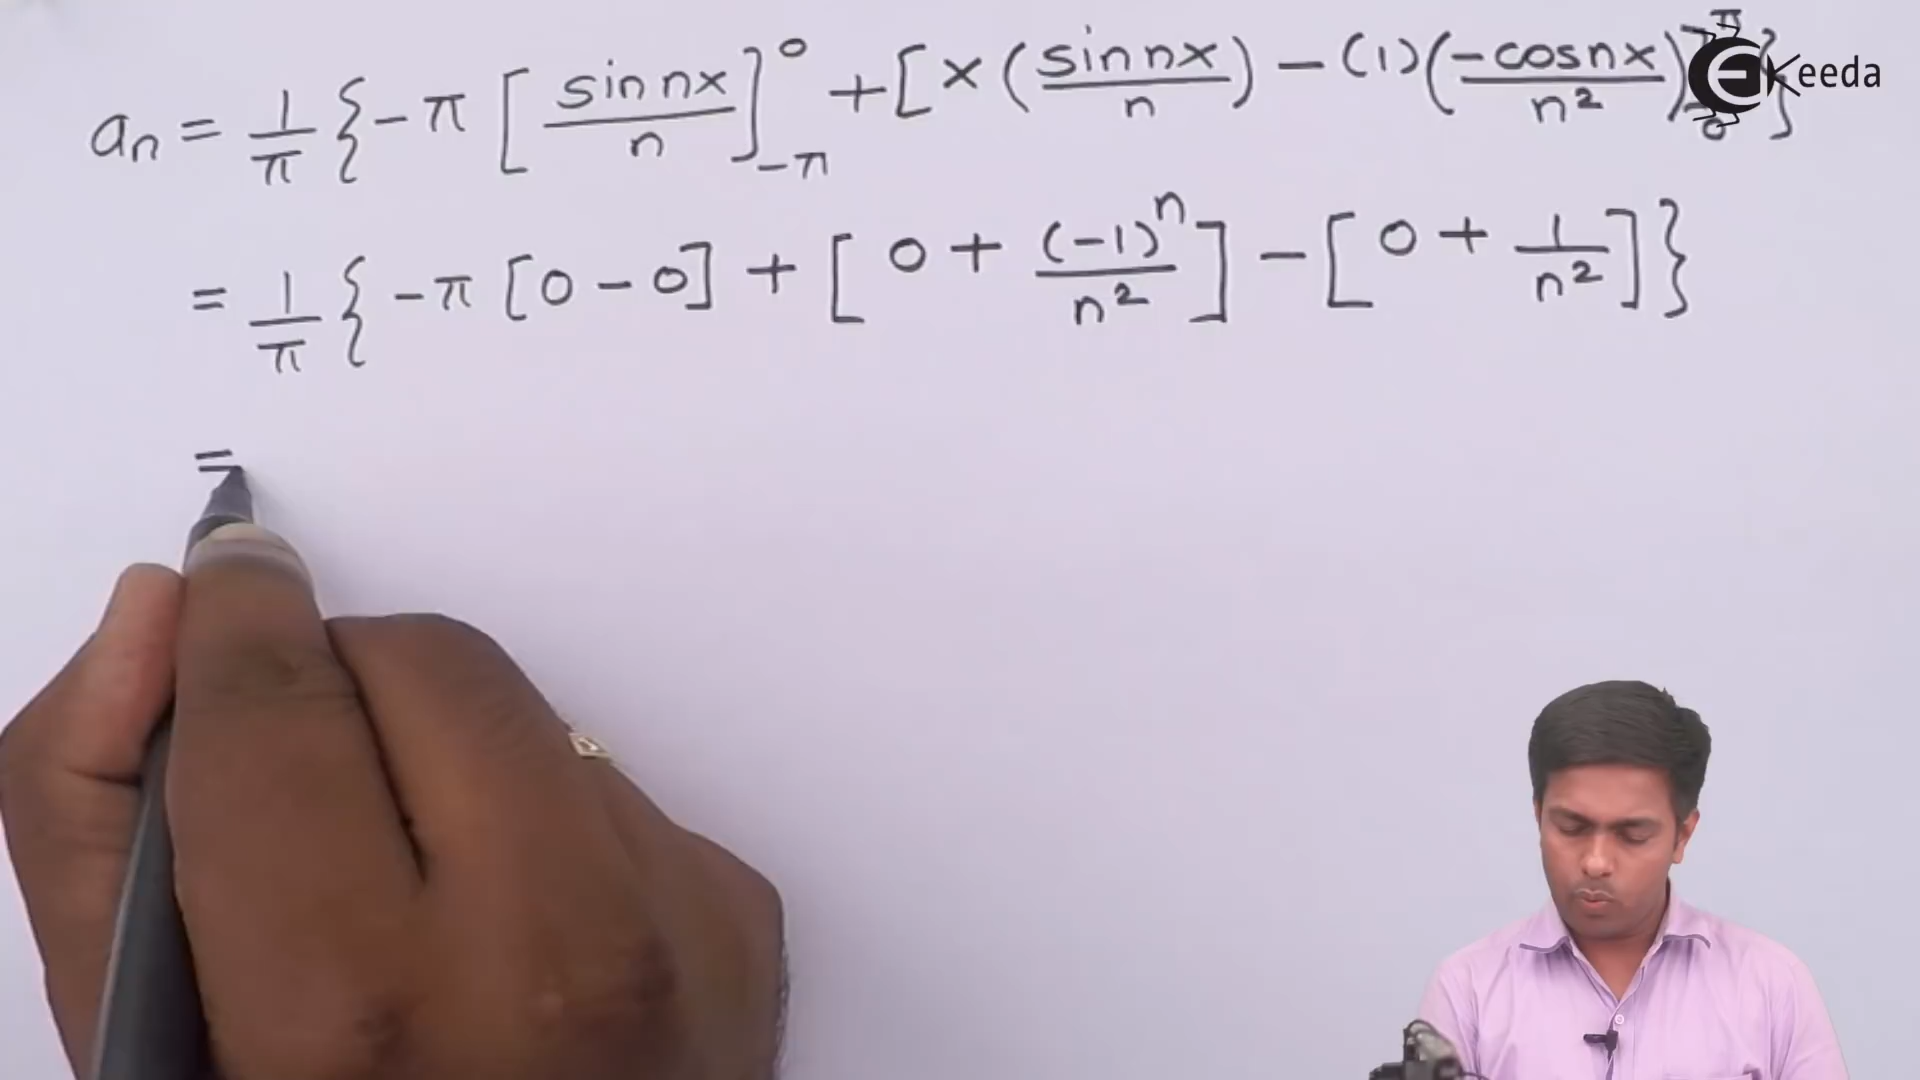 aₙ = 1/π { -π [ sin nx / n ]₋π⁰ + [ x ( sin nx / n ) - (1) ( -cos nx / n² ) ]₀π }
EKeeda
= 1/π { -π [0 - 0] + [ 0 + (-1)ⁿ / n² ] - [ 0 + 1 / n² ] }
=